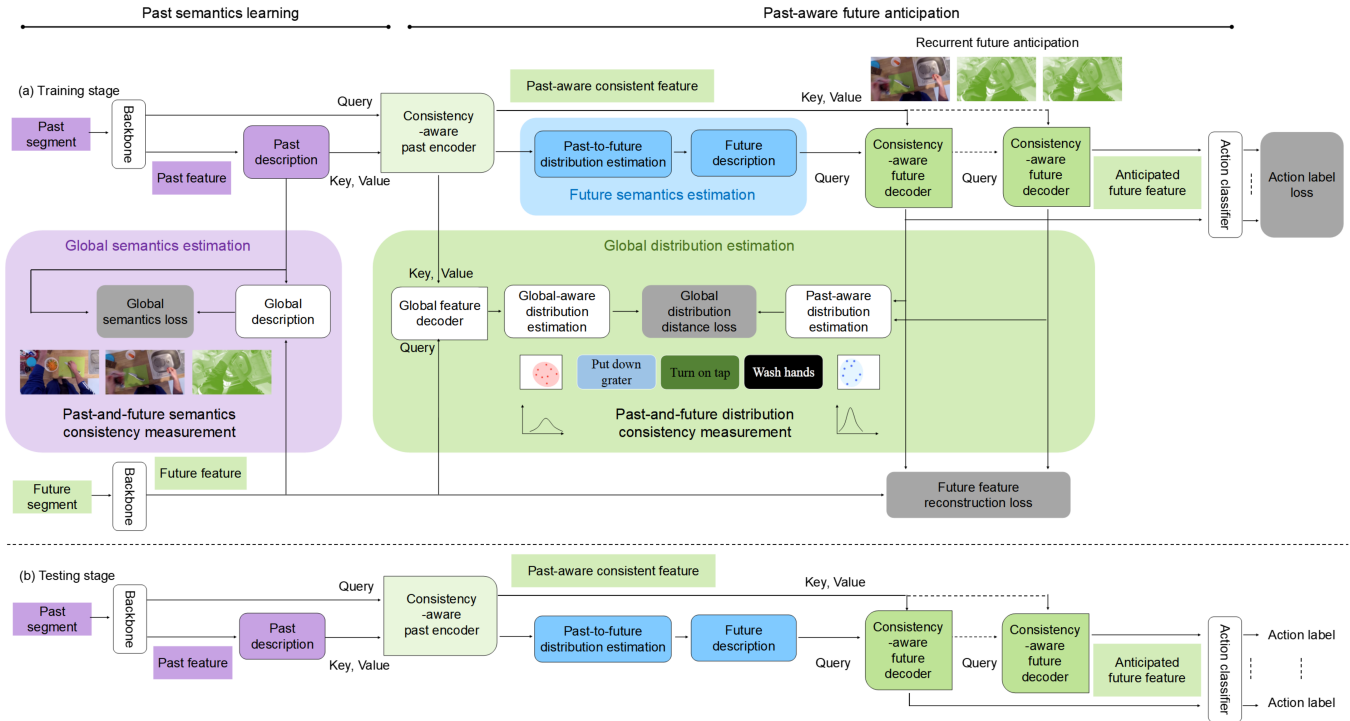 Past semantics learning
Past-aware future anticipation
Recurrent future anticipation
(a) Training stage
Past
segment
Backbone
Past feature
Past
description
Query
Key, Value
Consistency
-aware
past encoder
Past-aware consistent feature
Past-to-future
distribution estimation
Future
description
Future semantics estimation
Key, Value
Query
Consistency
-aware
future
decoder
Query
Consistency
-aware future
decoder
Anticipated
future feature
Action classifier
Action label
loss
Global semantics estimation
Global
semantics loss
Global
description
Past-and-future semantics
consistency measurement
Global distribution estimation
Key, Value
Global feature
decoder
Query
Global-aware
distribution
estimation
Global
distribution
distance loss
Past-aware
distribution
estimation
Put down
grater
Turn on tap
Wash hands
Past-and-future distribution
consistency measurement
Future
segment
Backbone
Future feature
Future feature
reconstruction loss
(b) Testing stage
Past
segment
Backbone
Past feature
Past
description
Query
Key, Value
Consistency
-aware
past encoder
Past-aware consistent feature
Past-to-future
distribution estimation
Future
description
Key, Value
Query
Consistency
-aware
future
decoder
Query
Consistency
-aware future
decoder
Anticipated
future feature
Action classifier
Action label
Action label